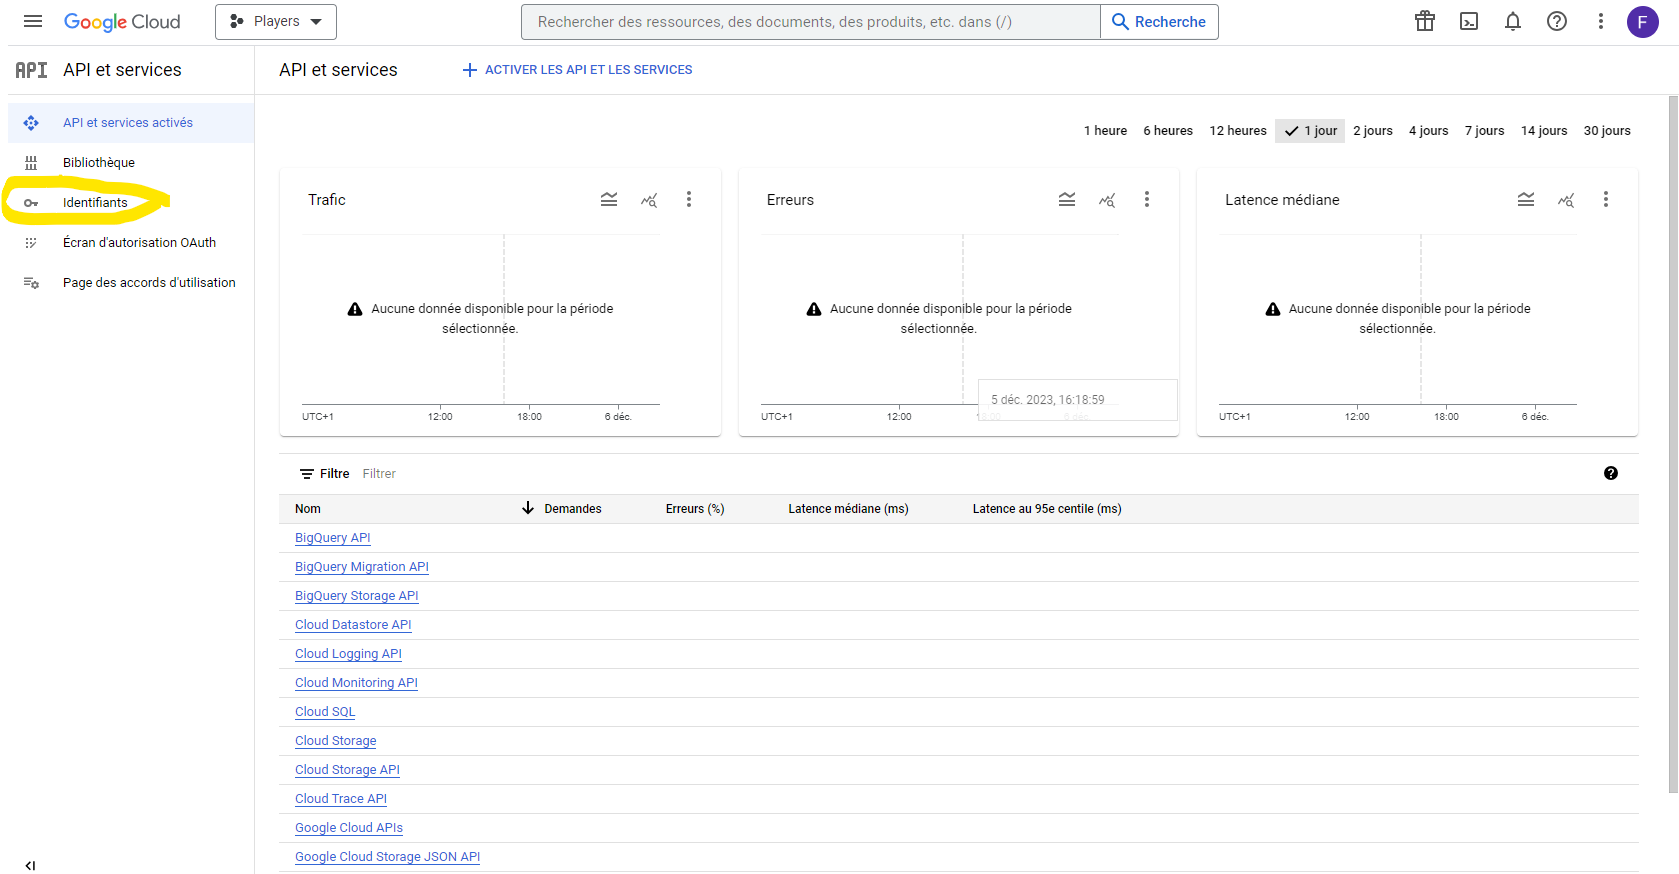 Google Cloud
Players
Rechercher des ressources, des documents, des produits, etc. dans (/)
Recherche
F
API
API et services
API et services
ACTIVER LES API ET LES SERVICES
API et services activés
Bibliothèque
Identifiants
Écran d'autorisation OAuth
Page des accords d'utilisation
1 heure 6 heures 12 heures 1 jour 2 jours 4 jours 7 jours 14 jours 30 jours
Trafic
Aucune donnée disponible pour la période
sélectionnée.
UTC+1 12:00 18:00 6 déc.
Erreurs
Aucune donnée disponible pour la période
sélectionnée.
5 déc. 2023, 16:18:59
UTC+1 12:00 18:00 6 déc.
Latence médiane
Aucune donnée disponible pour la période
sélectionnée.
UTC+1 12:00 18:00 6 déc.
Filtre Filtrer
Nom Demandes Erreurs (%) Latence médiane (ms) Latence au 95e centile (ms)
BigQuery API
BigQuery Migration API
BigQuery Storage API
Cloud Datastore API
Cloud Logging API
Cloud Monitoring API
Cloud SQL
Cloud Storage
Cloud Storage API
Cloud Trace API
Google Cloud APIs
Google Cloud Storage JSON API